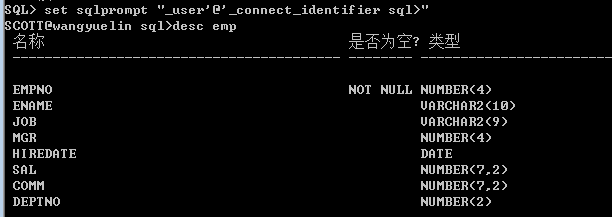 SQL> set sqlprompt "_user'@'_connect_identifier sql>"
SCOTT@wangyuelin sql>desc emp
名称 是否为空? 类型
----------------------------------------- -------- ----------------------------
EMPNO NOT NULL NUMBER(4)
ENAME VARCHAR2(10)
JOB VARCHAR2(9)
MGR NUMBER(4)
HIREDATE DATE
SAL NUMBER(7,2)
COMM NUMBER(7,2)
DEPTNO NUMBER(2)